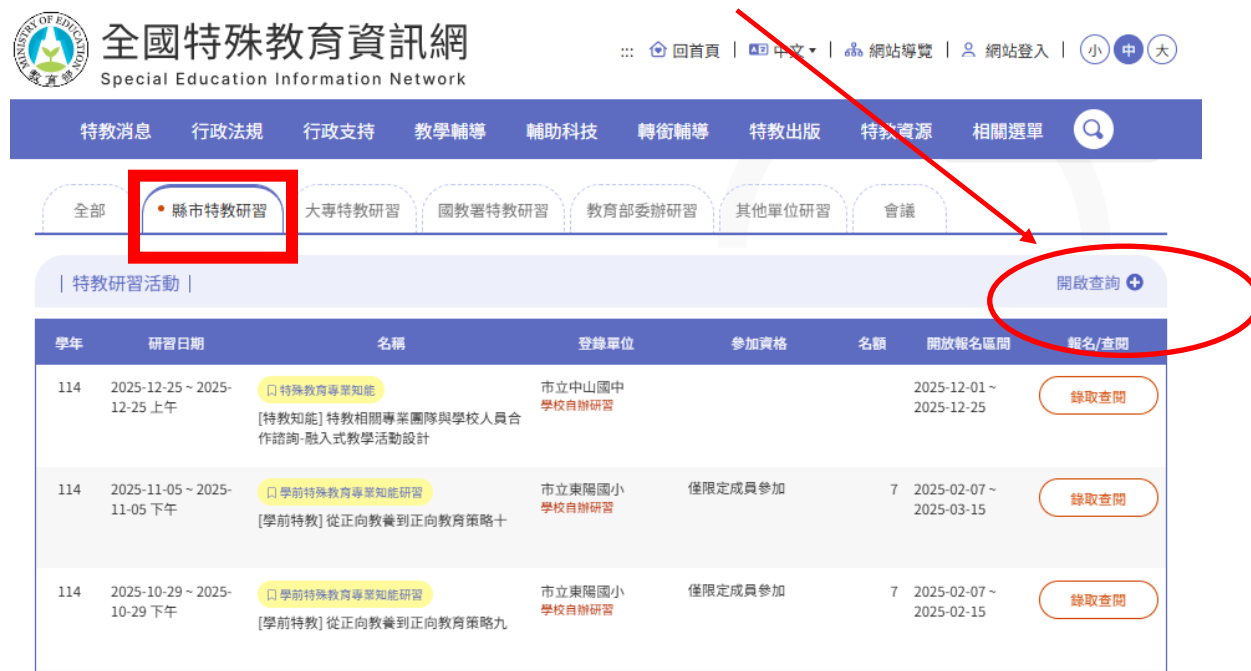 全國特殊教育資訊網
Special Education Information Network
MINISTRY OF EDUCATION
教育部
::: 回首頁 | 中文 ▾ | 網站導覽 | 網站登入 | 小 中 大
特教消息 行政法規 行政支持 教學輔導 輔助科技 轉銜輔導 特教出版 特教資源 相關選單
全部 • 縣市特教研習 大專特教研習 國教署特教研習 教育部委辦研習 其他單位研習 會議
| 特教研習活動 | 開啟查詢
學年 研習日期 名稱 登錄單位 參加資格 名額 開放報名區間 報名/查閱
114 2025-12-25 ~ 2025- 特殊教育專業知能 市立中山國中 2025-12-01 ~ 錄取查閱
12-25 上午 [特教知能] 特教相關專業團隊與學校人員合 學校自辦研習 2025-12-25
作諮詢-融入式教學活動設計
114 2025-11-05 ~ 2025- 學前特殊教育專業知能研習 市立東陽國小 僅限定成員參加 7 2025-02-07 ~ 錄取查閱
11-05 下午 [學前特教] 從正向教養到正向教育策略十 學校自辦研習 2025-03-15
114 2025-10-29 ~ 2025- 學前特殊教育專業知能研習 市立東陽國小 僅限定成員參加 7 2025-02-07 ~ 錄取查閱
10-29 下午 [學前特教] 從正向教養到正向教育策略九 學校自辦研習 2025-02-15